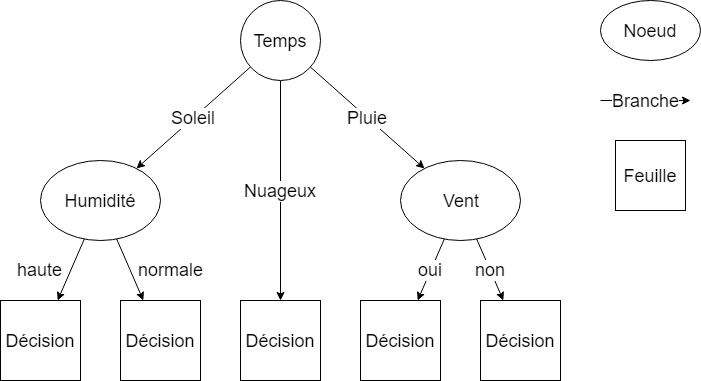 Temps
Noeud
Soleil
Pluie
Branche
Humidité
Nuageux
Vent
Feuille
haute
normale
oui
non
Décision
Décision
Décision
Décision
Décision